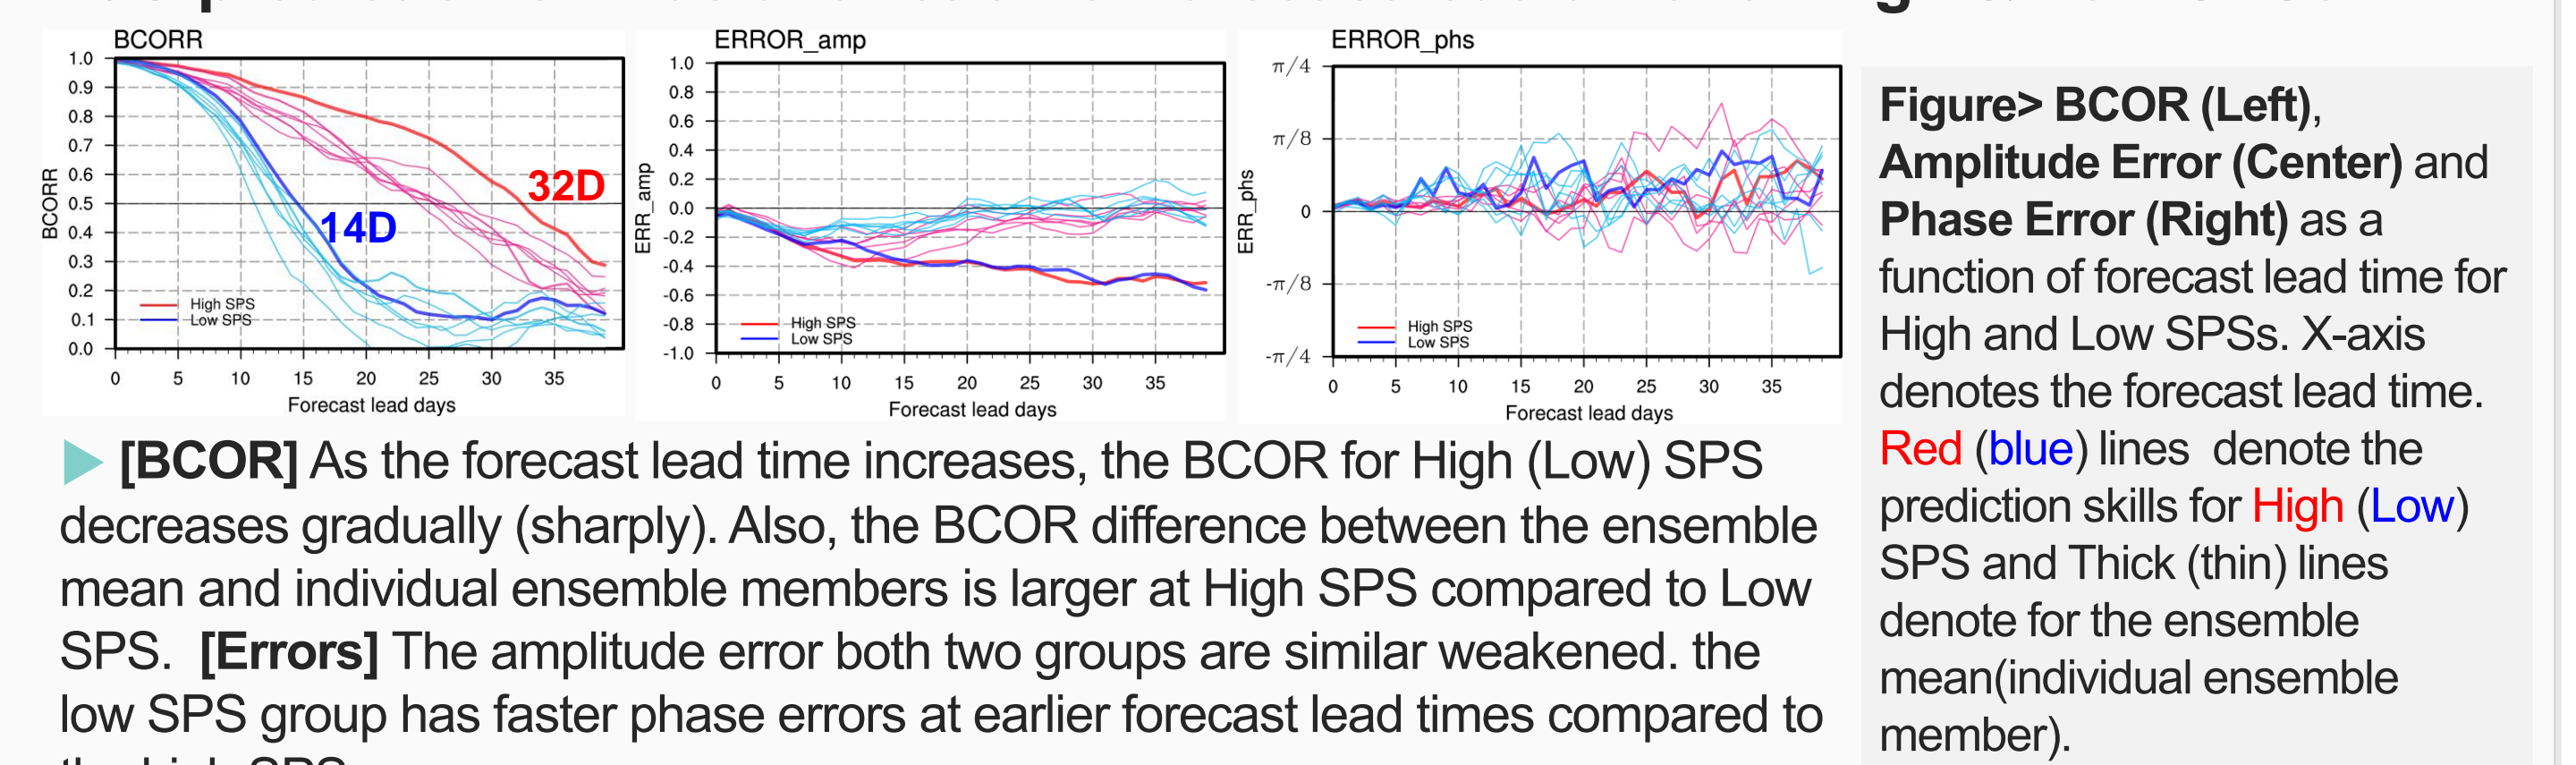 BCORR
1.0
0.9
0.8
0.7
0.6
0.5
0.4
0.3
0.2
0.1
0.0
BCORR
32D
14D
High SPS
Low SPS
0 5 10 15 20 25 30 35
Forecast lead days
ERROR_amp
1.0
0.8
0.6
0.4
0.2
0.0
-0.2
-0.4
-0.6
-0.8
-1.0
ERR_amp
High SPS
Low SPS
0 5 10 15 20 25 30 35
Forecast lead days
ERROR_phs
π/4
π/8
0
-π/8
-π/4
ERR_phs
High SPS
Low SPS
0 5 10 15 20 25 30 35
Forecast lead days
Figure> BCOR (Left),
Amplitude Error (Center) and
Phase Error (Right) as a
function of forecast lead time for
High and Low SPSs. X-axis
denotes the forecast lead time.
Red (blue) lines denote the
prediction skills for High (Low)
SPS and Thick (thin) lines
denote for the ensemble
mean(individual ensemble
member).
[BCOR] As the forecast lead time increases, the BCOR for High (Low) SPS
decreases gradually (sharply). Also, the BCOR difference between the ensemble
mean and individual ensemble members is larger at High SPS compared to Low
SPS. [Errors] The amplitude error both two groups are similar weakened. the
low SPS group has faster phase errors at earlier forecast lead times compared to
the high SPS